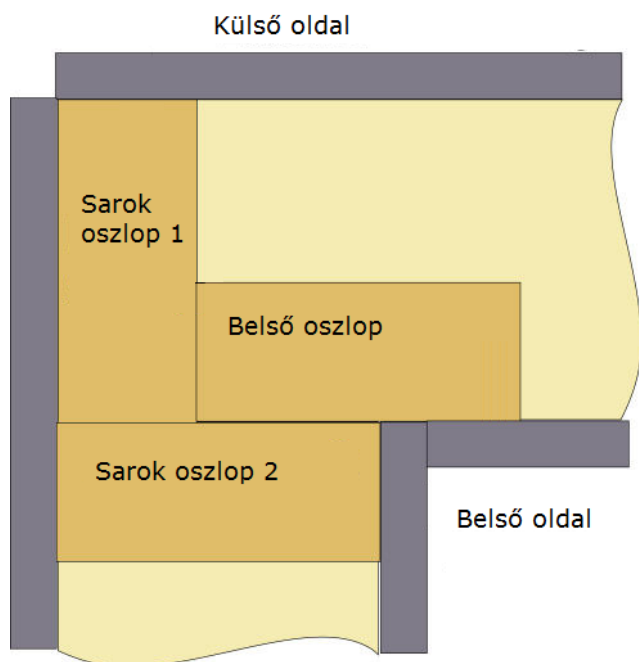 Külső oldal
Sarok
oszlop 1
Belső oszlop
Sarok oszlop 2
Belső oldal